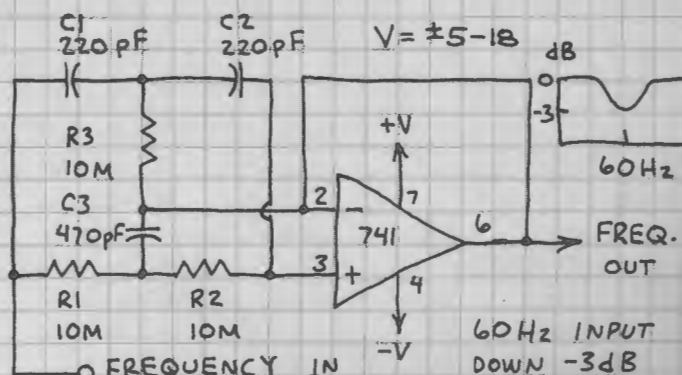 C1
220pF
C2
220pF
V = ±5-18
dB
0
-3
60Hz
R3
10M
C3
470pF
+V
2
-
7
741
6
3
+
4
-V
FREQ.
OUT
R1
10M
R2
10M
60Hz INPUT
DOWN -3dB
FREQUENCY IN